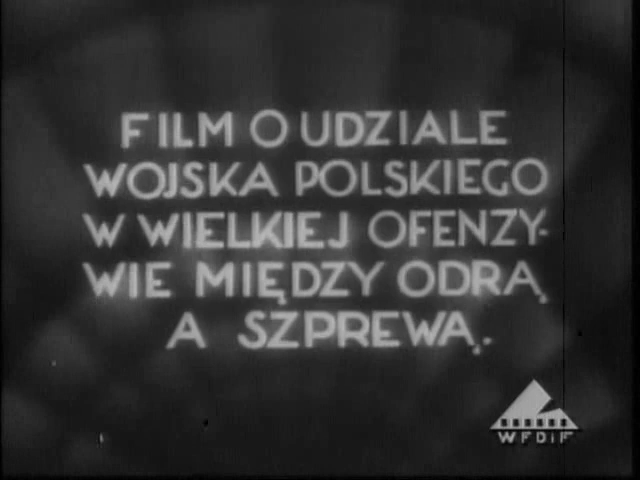 FILM O UDZIALE
WOJSKA POLSKIEGO
W WIELKIEJ OFENZY-
WIE MIĘDZY ODRĄ,
A SZPREWĄ.-
WFDiF